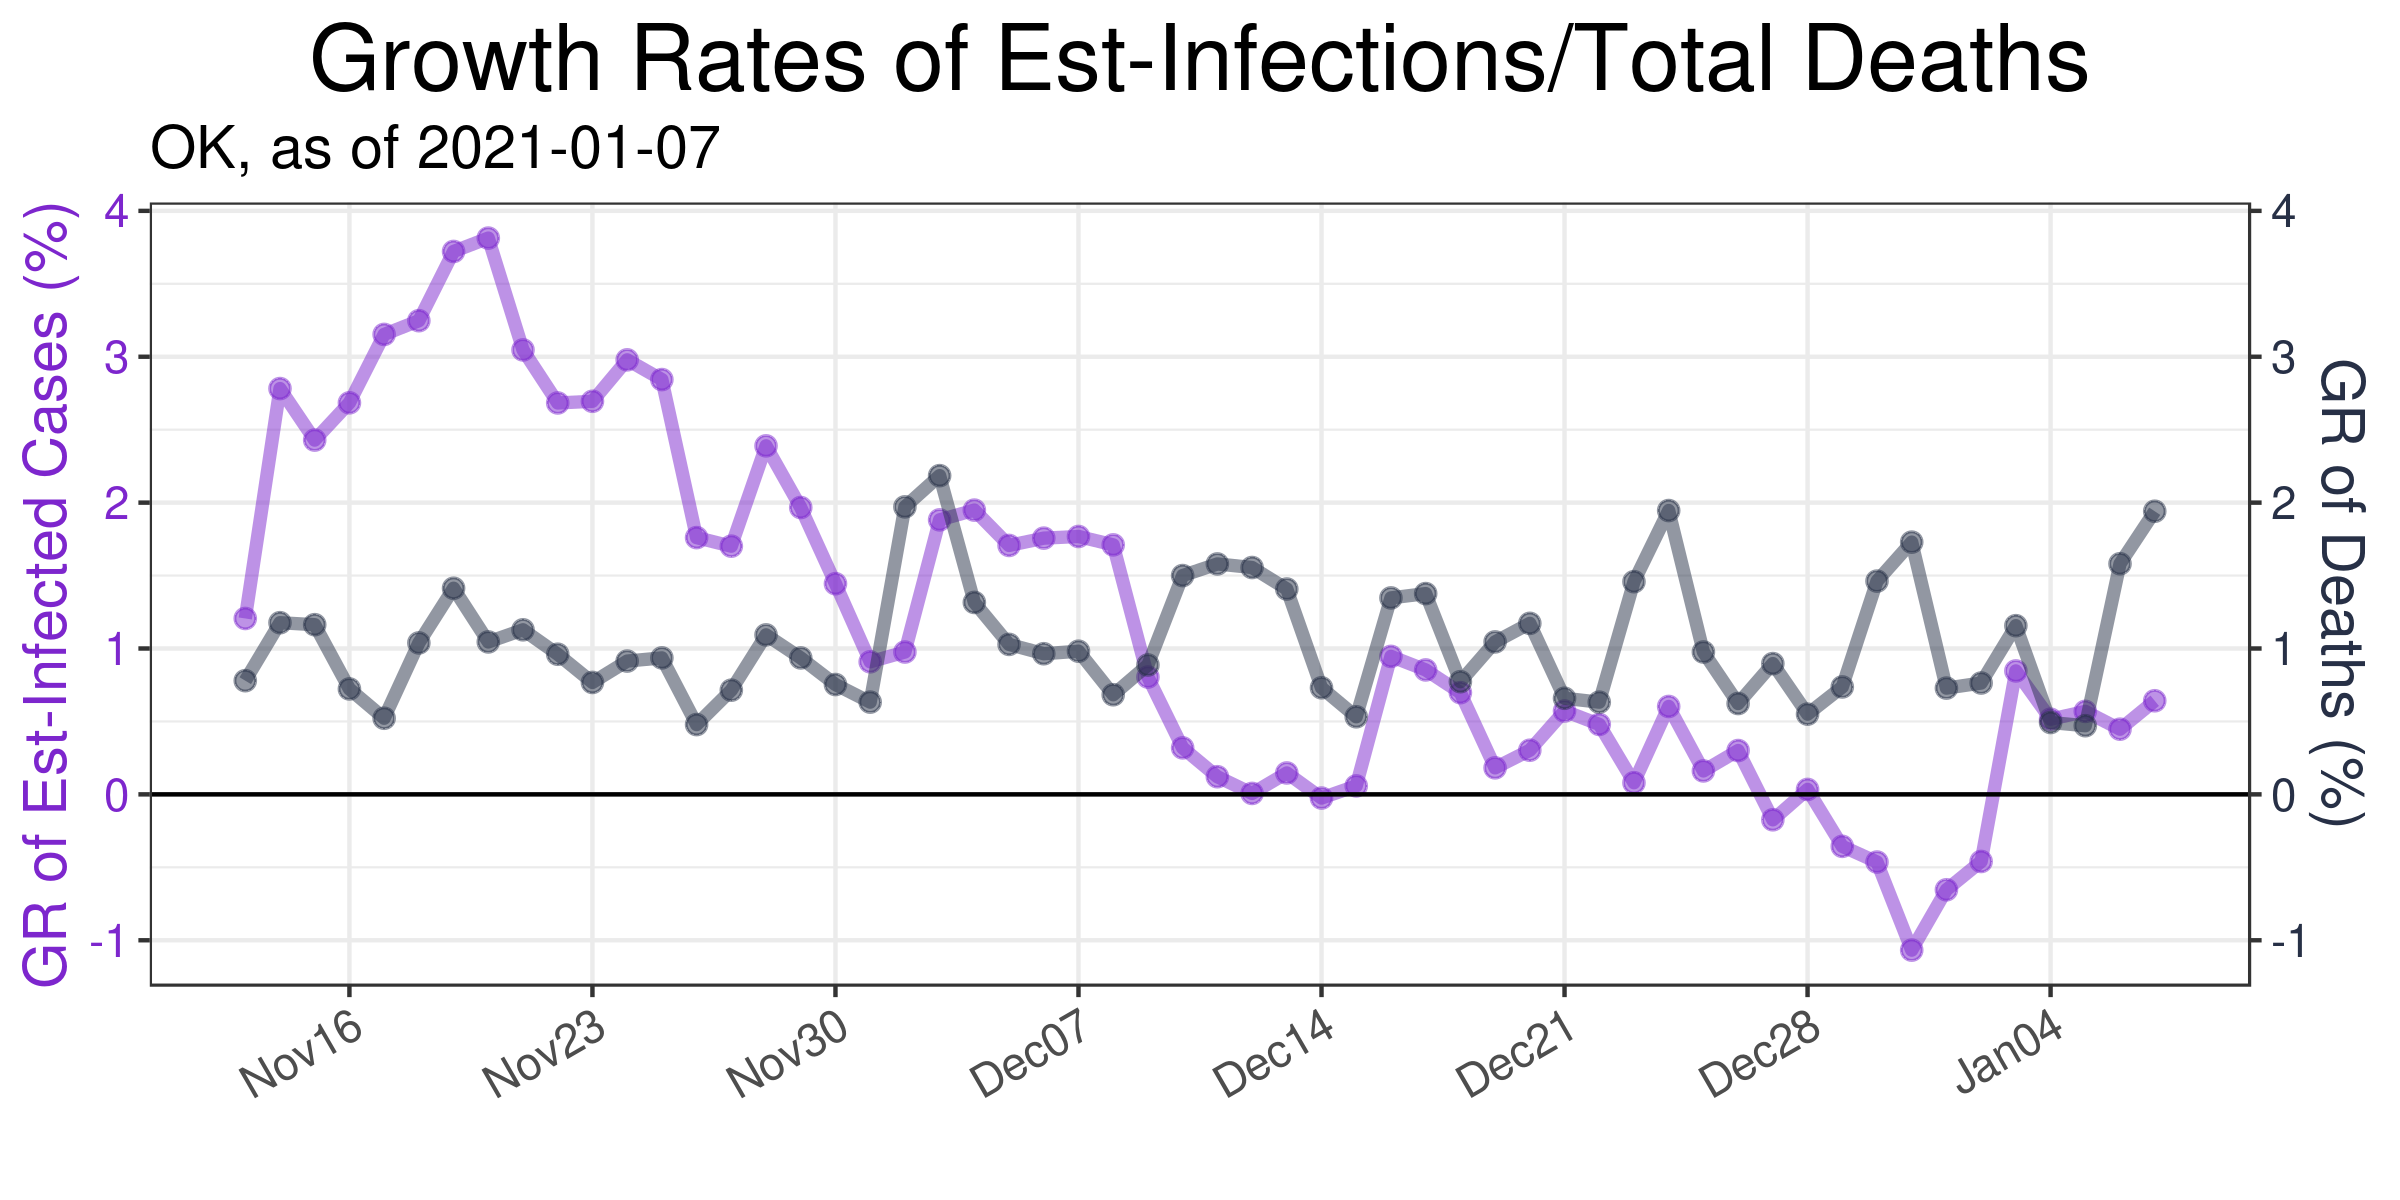 Growth Rates of Est-Infections/Total Deaths
OK, as of 2021-01-07
GR of Est-Infected Cases (%)
4
3
2
1
0
-1
4
3
2
1
0
-1
GR of Deaths (%)
Nov16
Nov23
Nov30
Dec07
Dec14
Dec21
Dec28
Jan04